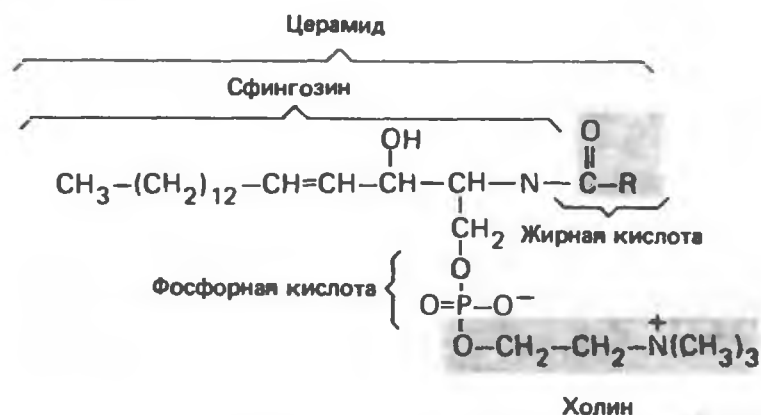 Церамид
Сфингозин
OH
O
CH₃–(CH₂)₁₂–CH=CH–CH–CH–N–C–R
CH₂
Жирная кислота
O
Фосфорная кислота
O=P–O⁻
O–CH₂–CH₂–N⁺(CH₃)₃
Холин